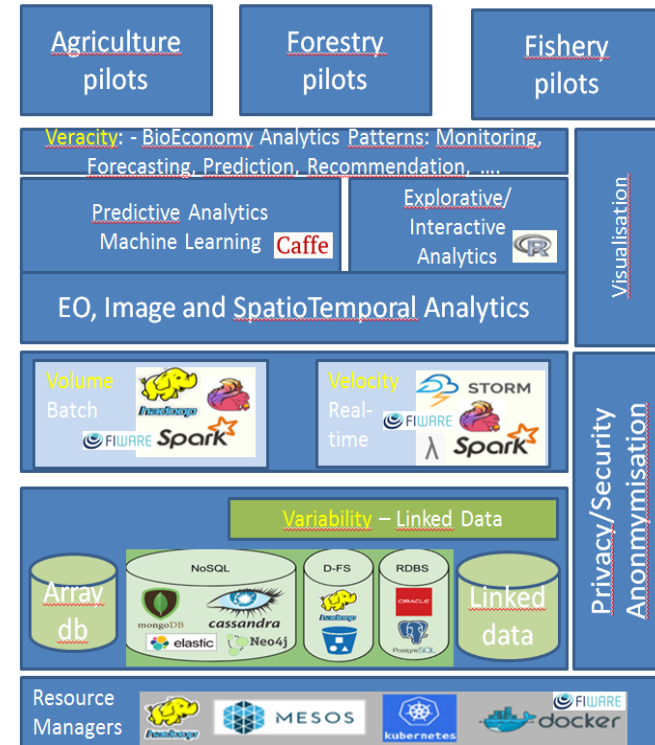 Agriculture
pilots
Forestry
pilots
Fishery
pilots
Veracity: - BioEconomy Analytics Patterns: Monitoring,
Forecasting, Prediction, Recommendation, ....
Predictive Analytics
Machine Learning Caffe
Explorative/
Interactive
Analytics
R
Visualisation
EO, Image and SpatioTemporal Analytics
Volume
Batch
hadoop
FIWARE Spark
Velocity
Real-
time
STORM
FIWARE
λ Spark
Privacy/Security
Anonmymisation
Variability – Linked Data
Array
db
NoSQL
mongoDB
cassandra
elastic
Neo4j
D-FS
hadoop
RDBS
ORACLE
PostgreSQL
Linked
data
Resource
Managers
hadoop
MESOS
kubernetes
FIWARE
docker